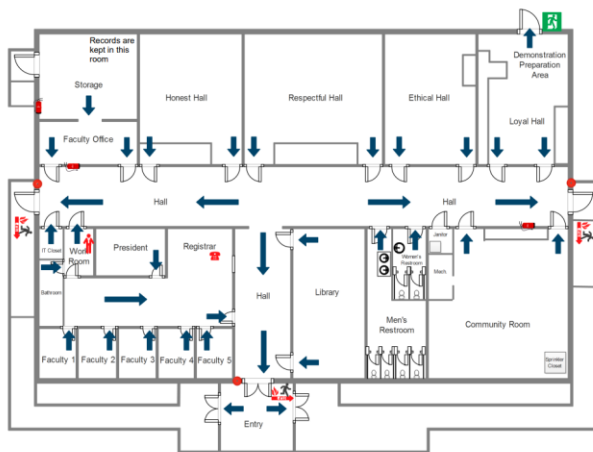 Records are
kept in this
room
Demonstration
Preparation
Area
Storage
Honest Hall
Respectful Hall
Ethical Hall
Loyal Hall
Faculty Office
Hall
Hall
IT Closet
Work
Room
President
Registrar
Janitor
Women's
Restroom
Mech.
Bathroom
Hall
Library
Men's
Restroom
Community Room
Faculty 1
Faculty 2
Faculty 3
Faculty 4
Faculty 5
Sprinkler
Closet
Entry